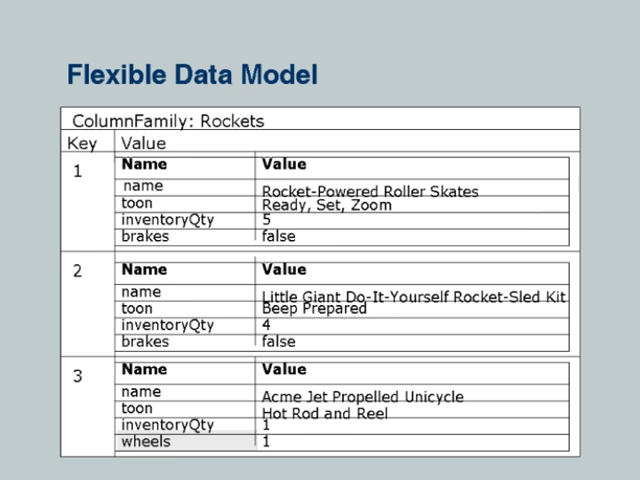 Flexible Data Model
ColumnFamily: Rockets
Key Value
1
Name Value
name Rocket-Powered Roller Skates
toon Ready, Set, Zoom
inventoryQty 5
brakes false
2
Name Value
name Little Giant Do-It-Yourself Rocket-Sled Kit
toon Beep Prepared
inventoryQty 4
brakes false
3
Name Value
name Acme Jet Propelled Unicycle
toon Hot Rod and Reel
inventoryQty 1
wheels 1